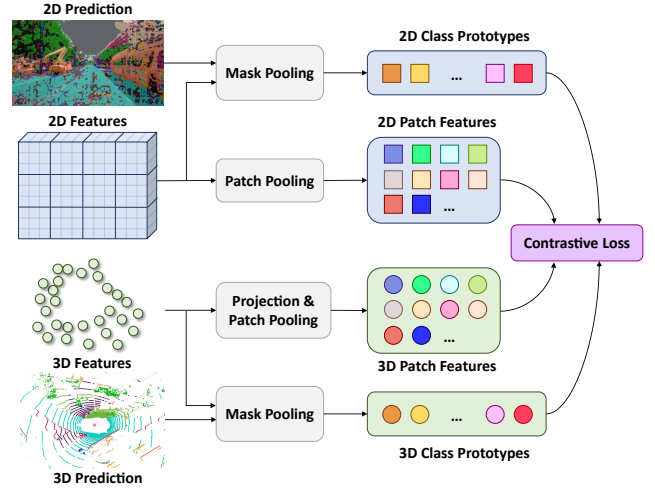 2D Prediction
2D Class Prototypes
Mask Pooling
...
2D Features
2D Patch Features
Patch Pooling
...
Contrastive Loss
Projection &
Patch Pooling
...
3D Features
3D Patch Features
Mask Pooling
...
3D Prediction
3D Class Prototypes